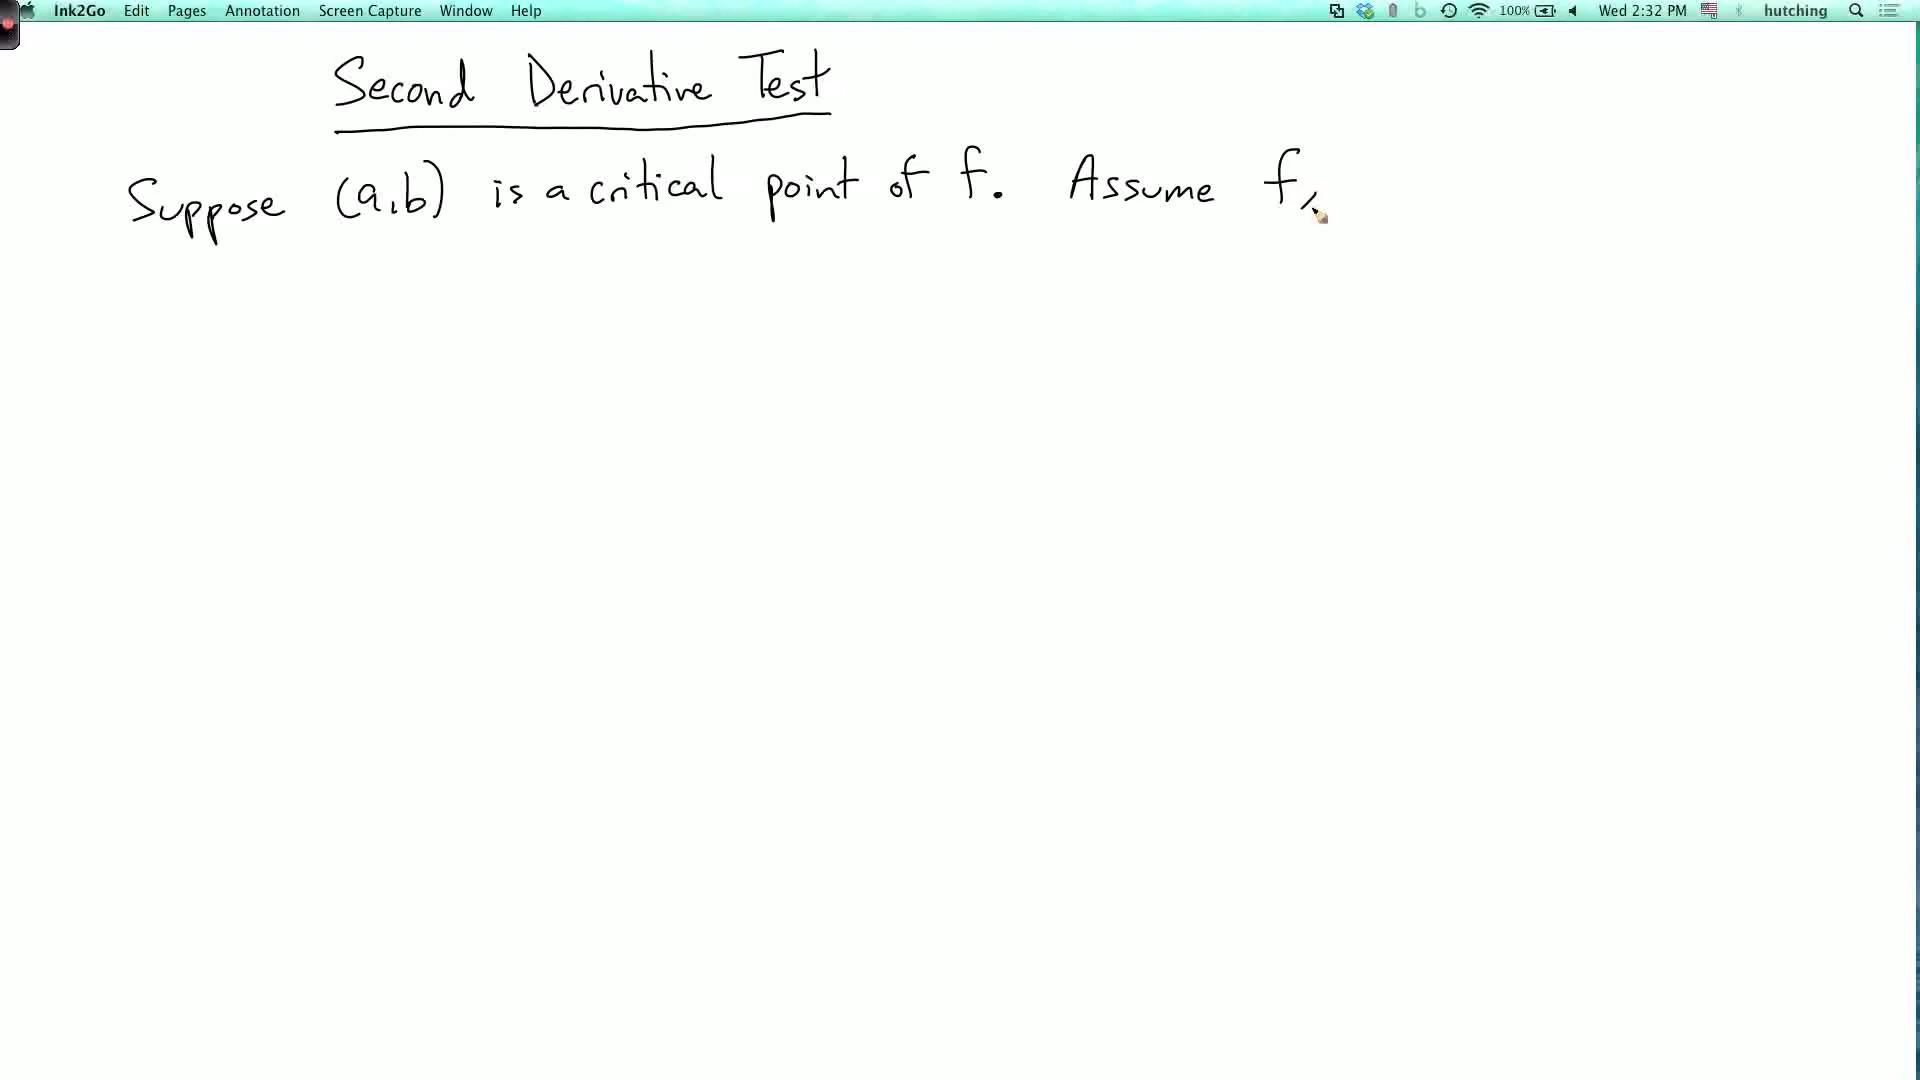 Ink2Go Edit Pages Annotation Screen Capture Window Help 100% Wed 2:32 PM hutching
Second Derivative Test
Suppose (a,b) is a critical point of f. Assume f